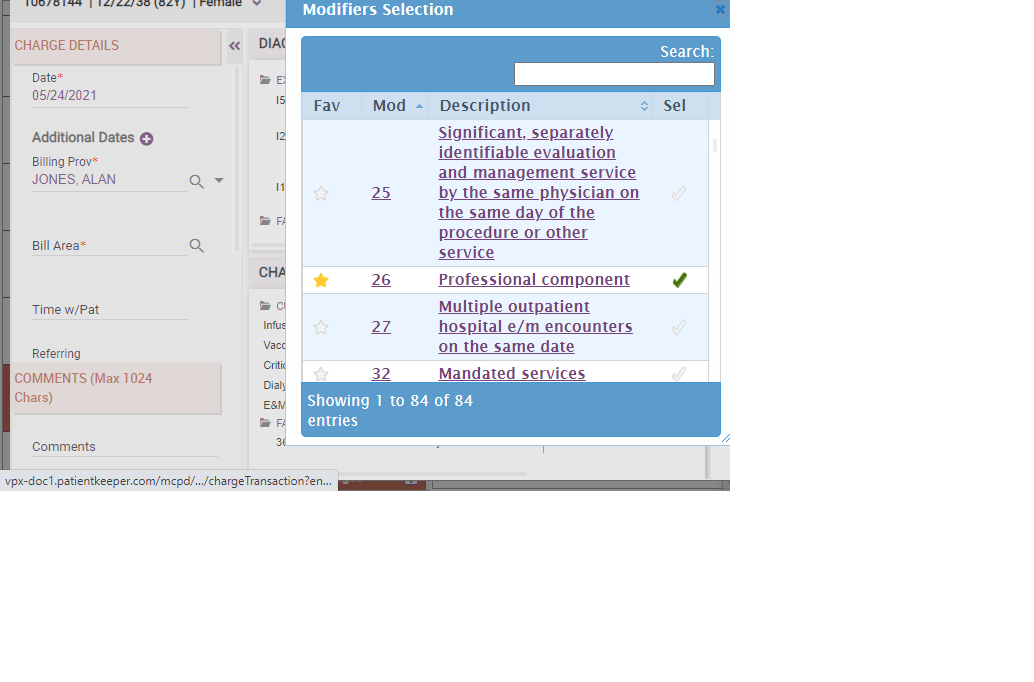 10678144 | 12/22/38 (82Y) | Female
CHARGE DETAILS
Date*
05/24/2021
Additional Dates
Billing Prov*
JONES, ALAN
Bill Area*
Time w/Pat
Referring
COMMENTS (Max 1024
Chars)
Comments
DIAG
EX
I5
I2
I1
FA
CHA
CU
Infus
Vacc
Critic
Dialy
E&M
FA
36
Modifiers Selection
Search:
Fav Mod Description Sel
25 Significant, separately
identifiable evaluation
and management service
by the same physician on
the same day of the
procedure or other
service
26 Professional component
27 Multiple outpatient
hospital e/m encounters
on the same date
32 Mandated services
Showing 1 to 84 of 84
entries
vpx-doc1.patientkeeper.com/mcpd/.../chargeTransaction?en...